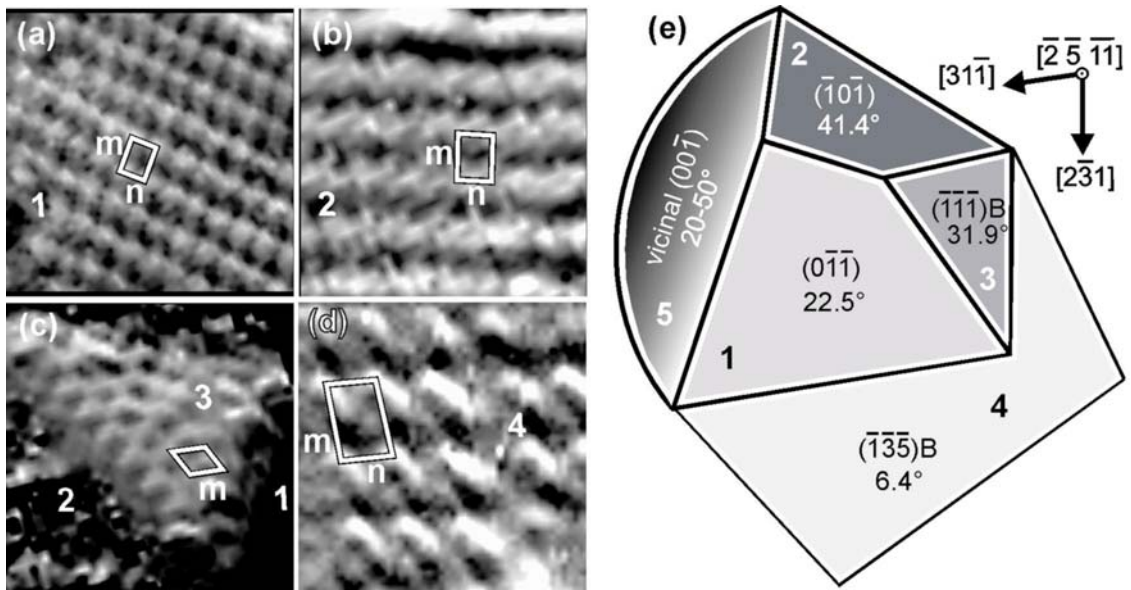 (a)
m
n
1
(b)
m
n
2
(c)
3
m
2
1
(d)
m
n
4
(e)
[2̅ 5̅ 1̅1̅]
[311̅]
[23̅1]
2
(1̅01̅)
41.4°
vicinal (001̅)
20-50°
5
(1̅1̅1̅)B
31.9°
3
(01̅1̅)
22.5°
1
4
(1̅3̅5̅)B
6.4°